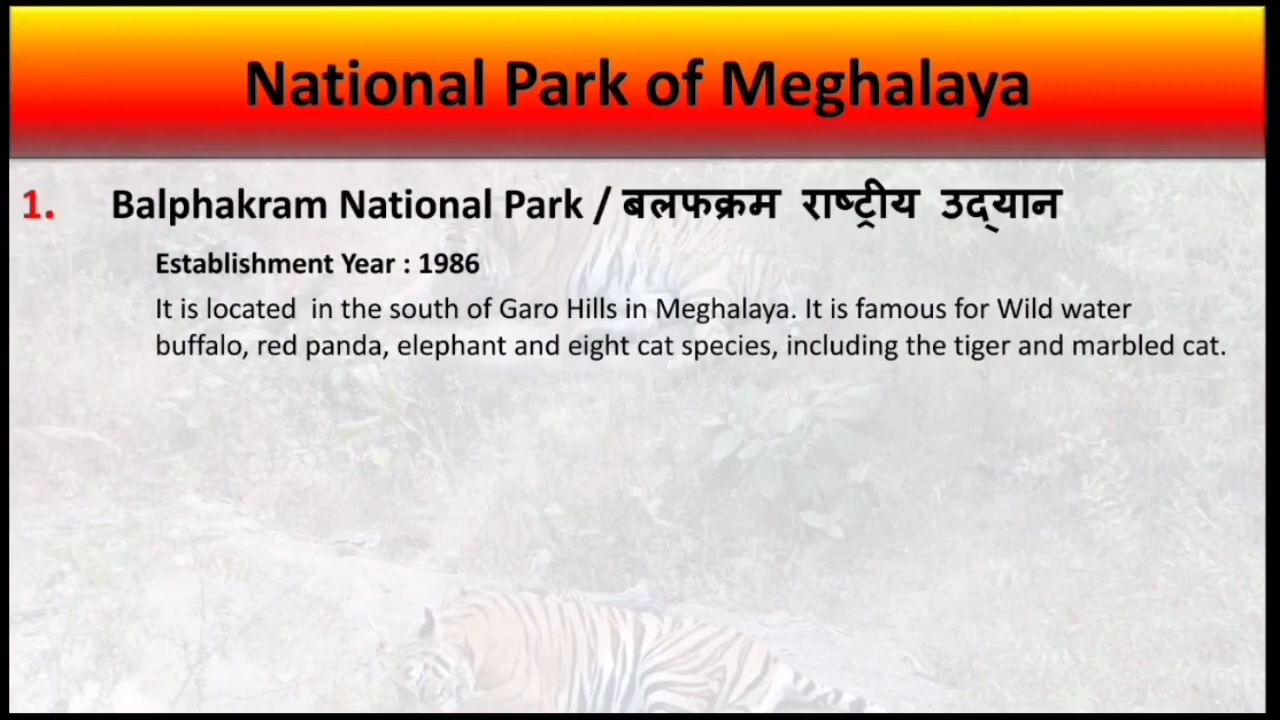 National Park of Meghalaya
1. Balphakram National Park / बलफक्रम राष्ट्रीय उद्यान
Establishment Year : 1986
It is located in the south of Garo Hills in Meghalaya. It is famous for Wild water
buffalo, red panda, elephant and eight cat species, including the tiger and marbled cat.